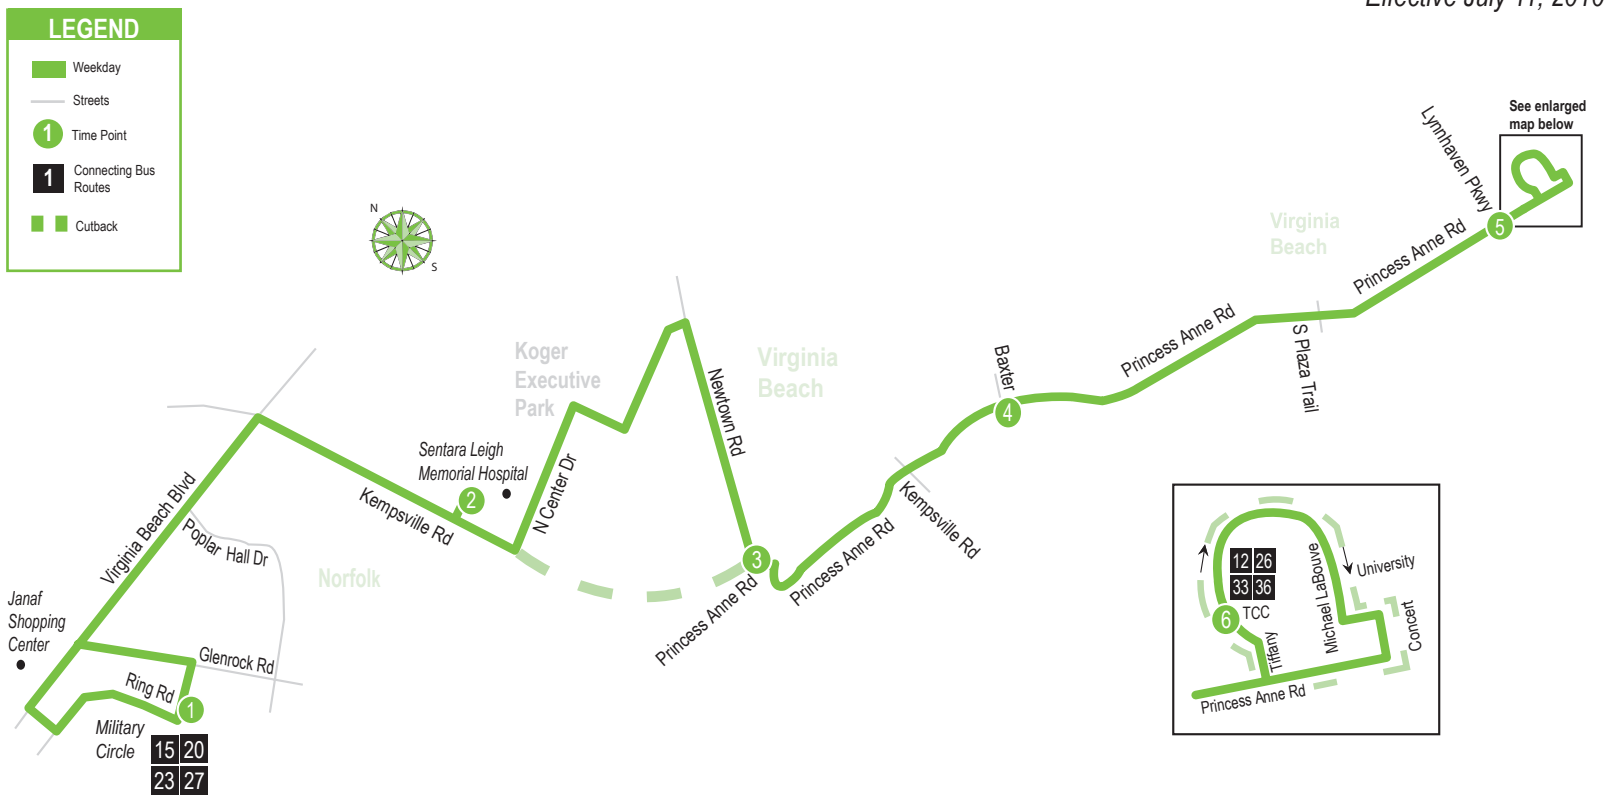 LEGEND
Weekday
Streets
1 Time Point
1 Connecting Bus
Routes
Cutback
N
S
See enlarged
map below
Lynnhaven Pkwy
5
Princess Anne Rd
Virginia
Beach
S Plaza Trail
Princess Anne Rd
Baxter
4
Kempsville Rd
Princess Anne Rd
Virginia
Beach
Newtown Rd
3
Princess Anne Rd
Koger
Executive
Park
N Center Dr
Sentara Leigh
Memorial Hospital
2
Kempsville Rd
Norfolk
Virginia Beach Blvd
Poplar Hall Dr
Janaf
Shopping
Center
Glenrock Rd
Ring Rd
1
Military
Circle
15 20
23 27
12 26
33 36
6 TCC
Tiffany
Michael LaBouve
University
Concert
Princess Anne Rd